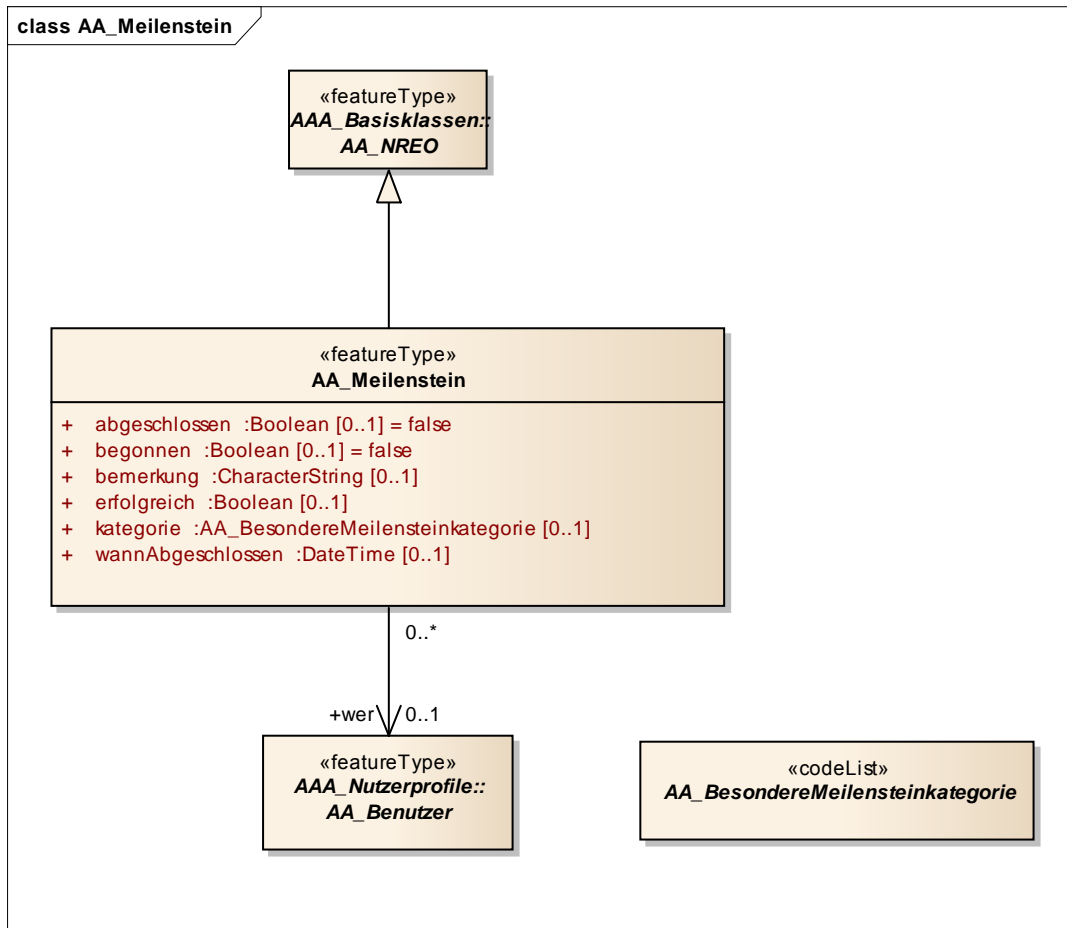 class AA_Meilenstein
«featureType»
AAA_Basisklassen::
AA_NREO
«featureType»
AA_Meilenstein
+ abgeschlossen :Boolean [0..1] = false
+ begonnen :Boolean [0..1] = false
+ bemerkung :CharacterString [0..1]
+ erfolgreich :Boolean [0..1]
+ kategorie :AA_BesondereMeilensteinkategorie [0..1]
+ wannAbgeschlossen :DateTime [0..1]
0..*
+wer 0..1
«featureType»
AAA_Nutzerprofile::
AA_Benutzer
«codeList»
AA_BesondereMeilensteinkategorie